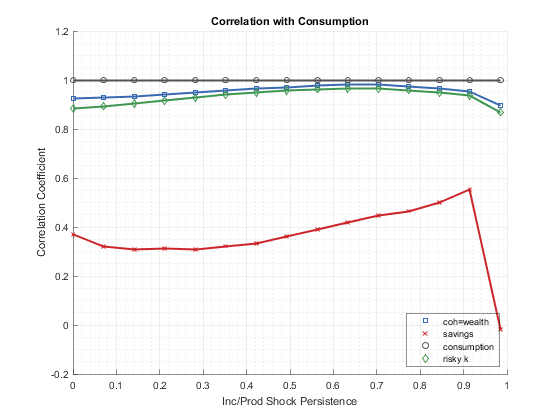 Correlation with Consumption
1.2
1
0.8
0.6
0.4
0.2
0
-0.2
Correlation Coefficient
0 0.1 0.2 0.3 0.4 0.5 0.6 0.7 0.8 0.9 1
Inc/Prod Shock Persistence
coh=wealth
savings
consumption
risky k